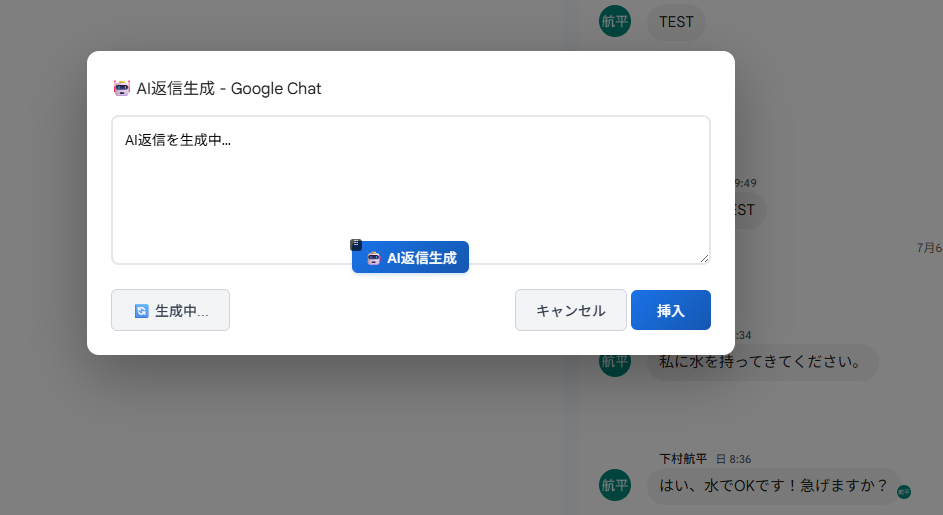 航平
TEST
🤖 AI返信生成 - Google Chat
AI返信を生成中...
9:49
EST
7月6
🤖 AI返信生成
🔄 生成中...
キャンセル
挿入
:34
航平
私に水を持ってきてください。
下村航平 日 8:36
航平
はい、水でOKです！急げますか？
航平